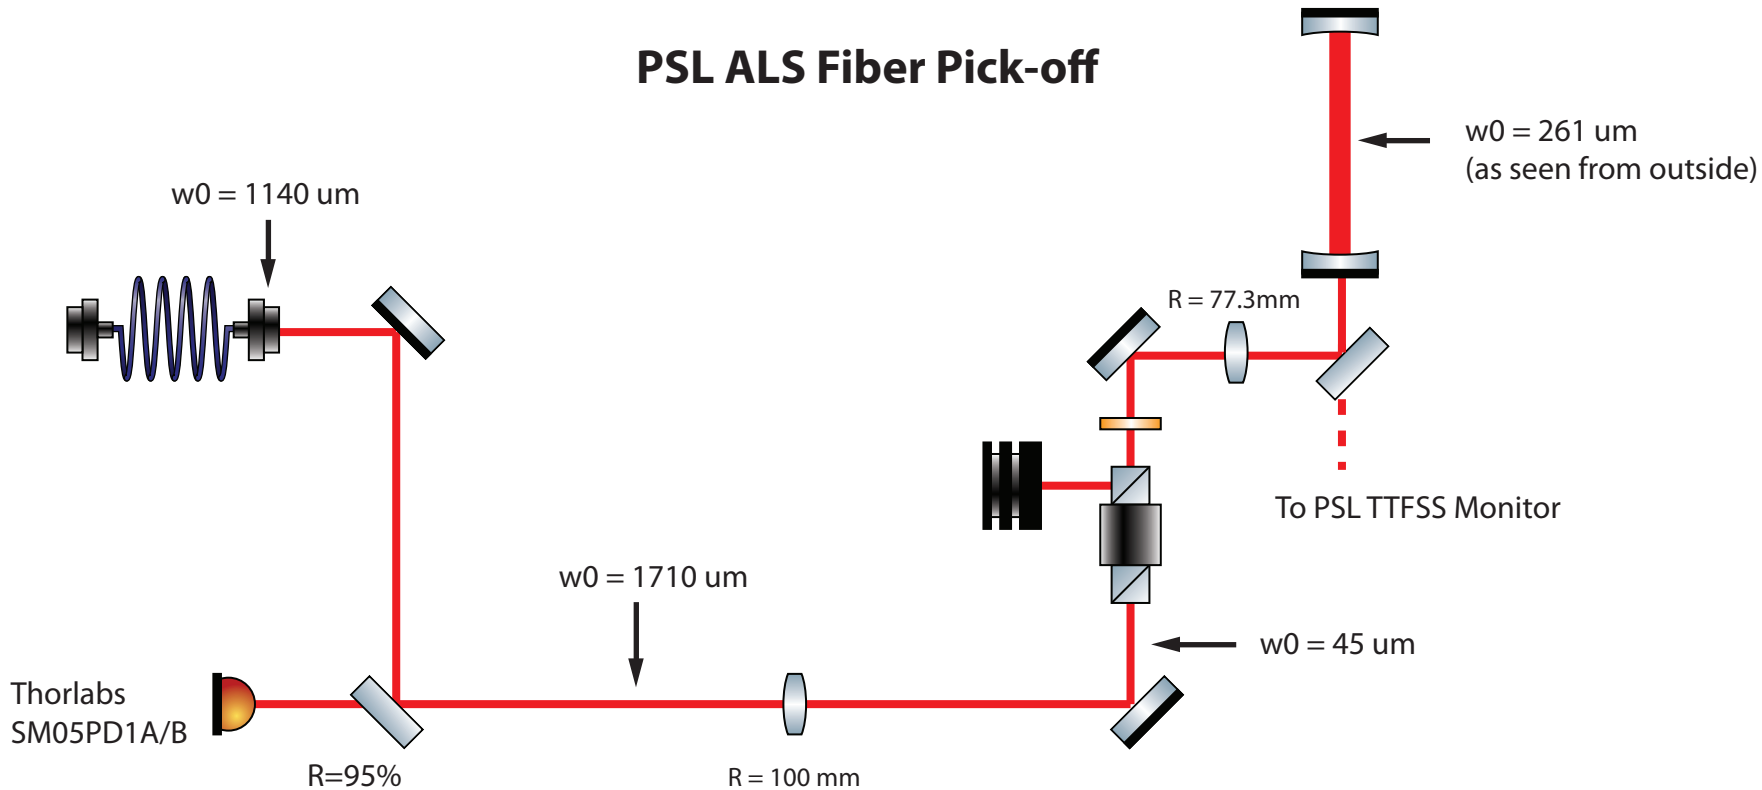 PSL ALS Fiber Pick-off
w0 = 261 um
(as seen from outside)
w0 = 1140 um
R = 77.3mm
To PSL TTFSS Monitor
w0 = 1710 um
w0 = 45 um
Thorlabs
SM05PD1A/B
R=95%
R = 100 mm